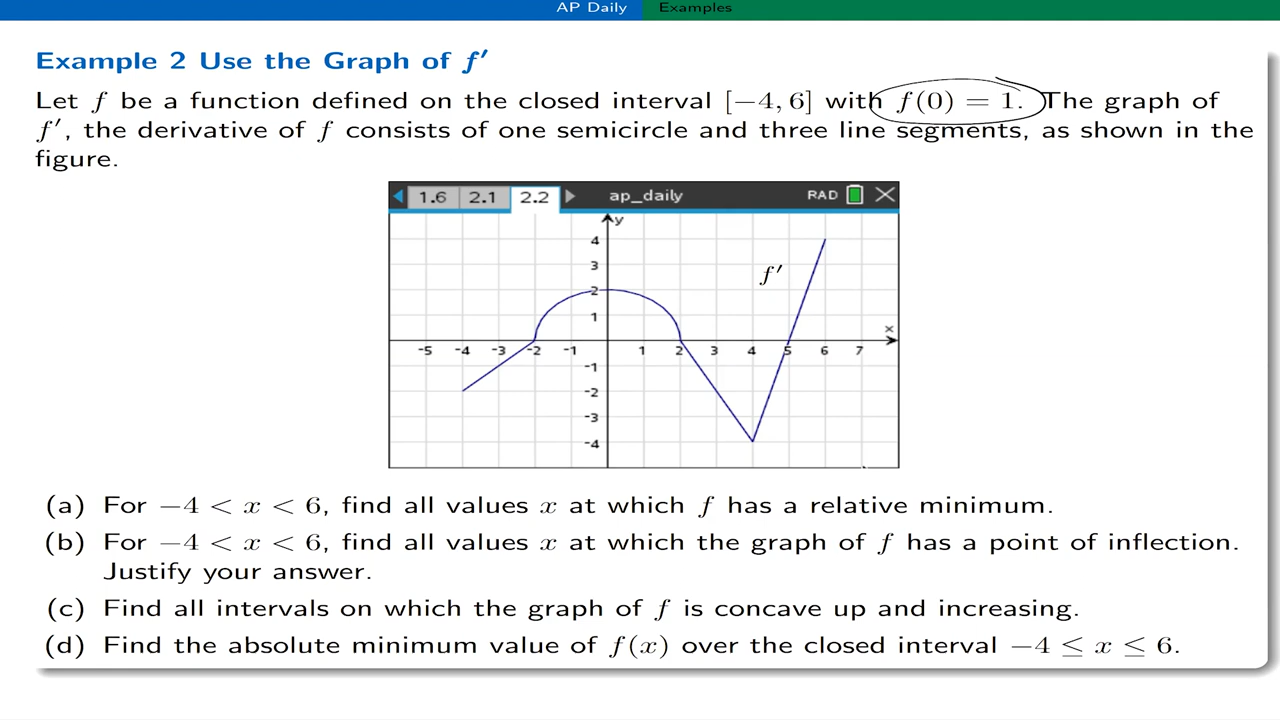 AP Daily Examples
Example 2 Use the Graph of f′
Let f be a function defined on the closed interval [−4, 6] with f(0) = 1. The graph of
f′, the derivative of f consists of one semicircle and three line segments, as shown in the
figure.
1.6 2.1 2.2 ap_daily RAD
y
4
3
f′
2
1
x
-5 -4 -3 -2 -1 1 2 3 4 5 6 7
-1
-2
-3
-4
(a) For −4 < x < 6, find all values x at which f has a relative minimum.
(b) For −4 < x < 6, find all values x at which the graph of f has a point of inflection.
Justify your answer.
(c) Find all intervals on which the graph of f is concave up and increasing.
(d) Find the absolute minimum value of f(x) over the closed interval −4 ≤ x ≤ 6.